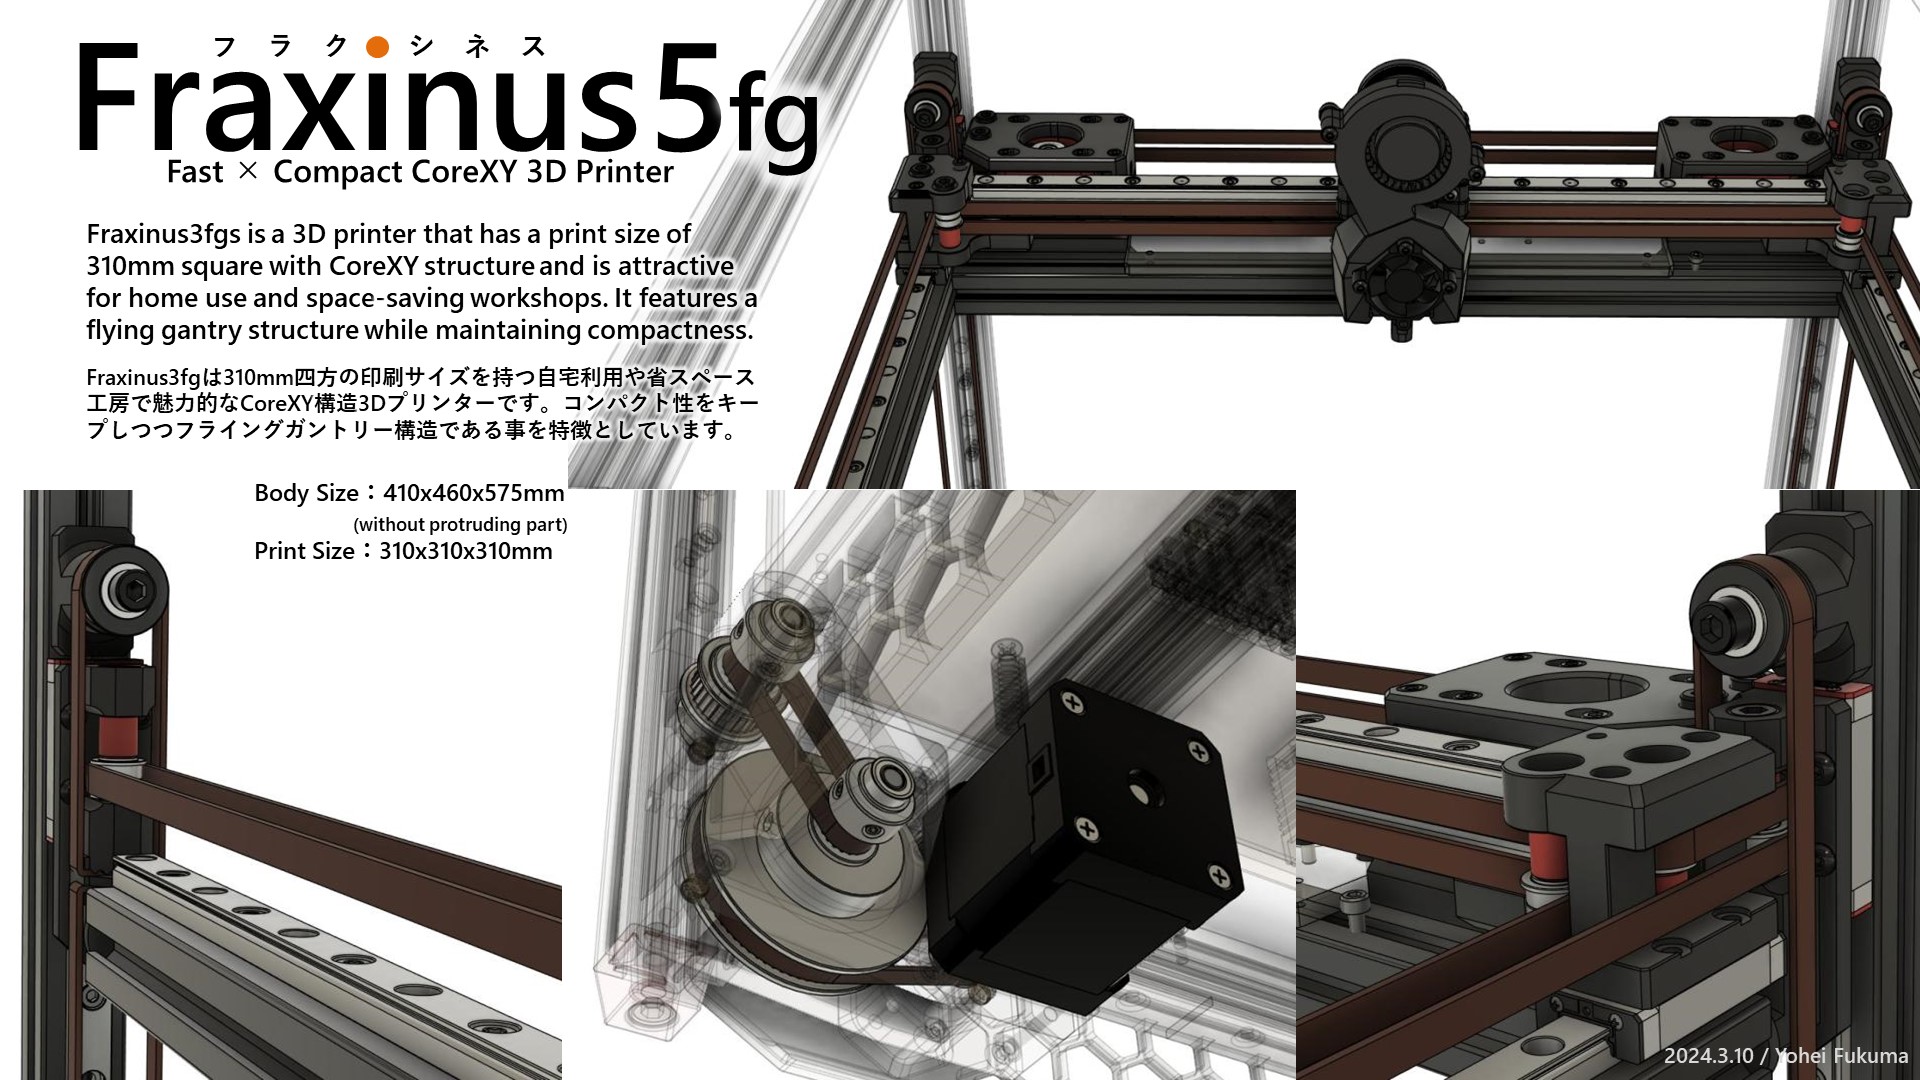 フラクシネス
Fraxinus5fg
Fast × Compact CoreXY 3D Printer
Fraxinus3fgs is a 3D printer that has a print size of
310mm square with CoreXY structure and is attractive
for home use and space-saving workshops. It features a
flying gantry structure while maintaining compactness.
Fraxinus3fgは310mm四方の印刷サイズを持つ自宅利用や省スペース
工房で魅力的なCoreXY構造3Dプリンターです。コンパクト性をキー
プしつつフライングガントリー構造である事を特徴としています。
Body Size：410x460x575mm
(without protruding part)
Print Size：310x310x310mm
2024.3.10 / Yohei Fukuma